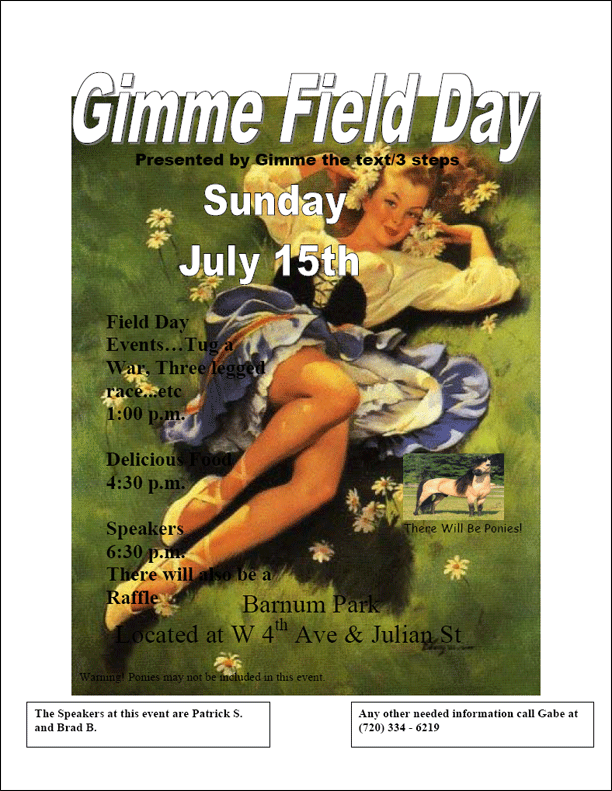 Gimme Field Day
Presented by Gimme the text/3 steps
Sunday
July 15th
Field Day
Events…Tug a
War, Three legged
race...etc
1:00 p.m.
Delicious Food
4:30 p.m.
Speakers
6:30 p.m.
There will also be a
Raffle
There Will Be Ponies!
Barnum Park
Located at W 4th Ave & Julian St
Warning! Ponies may not be included in this event.
The Speakers at this event are Patrick S.
and Brad B.
Any other needed information call Gabe at
(720) 334 - 6219